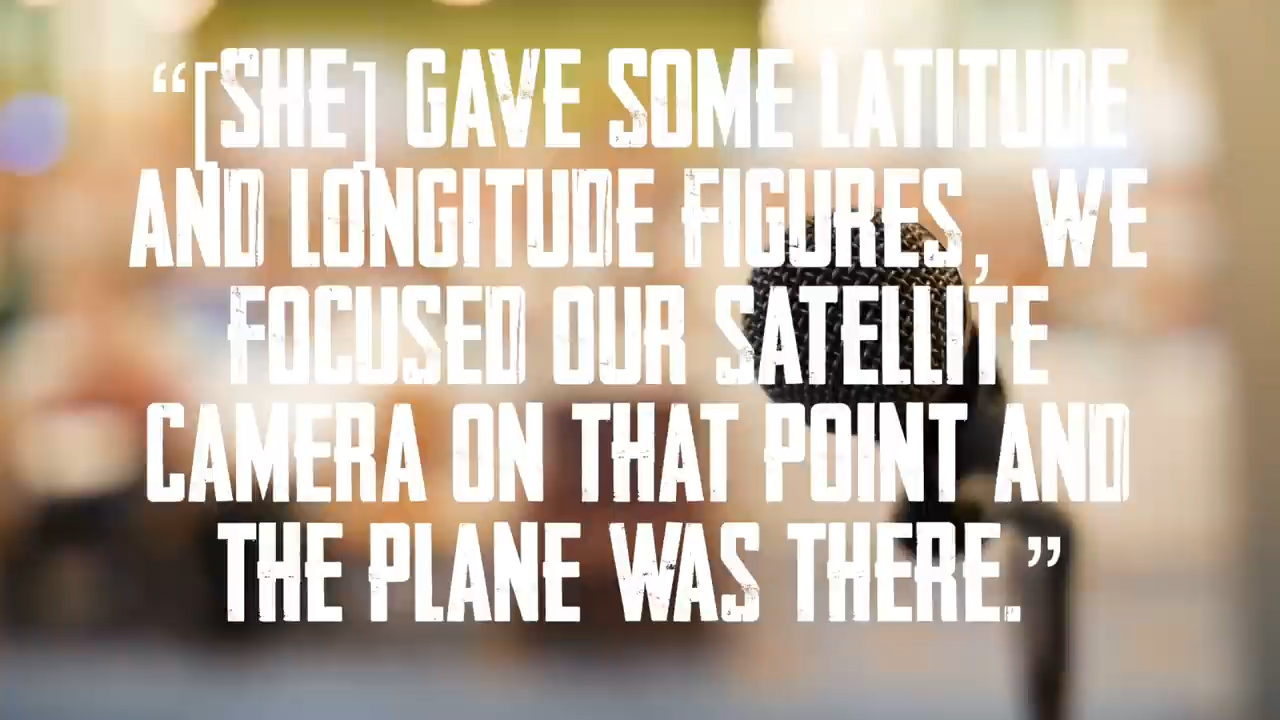 “[SHE] GAVE SOME LATITUDE
AND LONGITUDE FIGURES, WE
FOCUSED OUR SATELLITE
CAMERA ON THAT POINT AND
THE PLANE WAS THERE.”